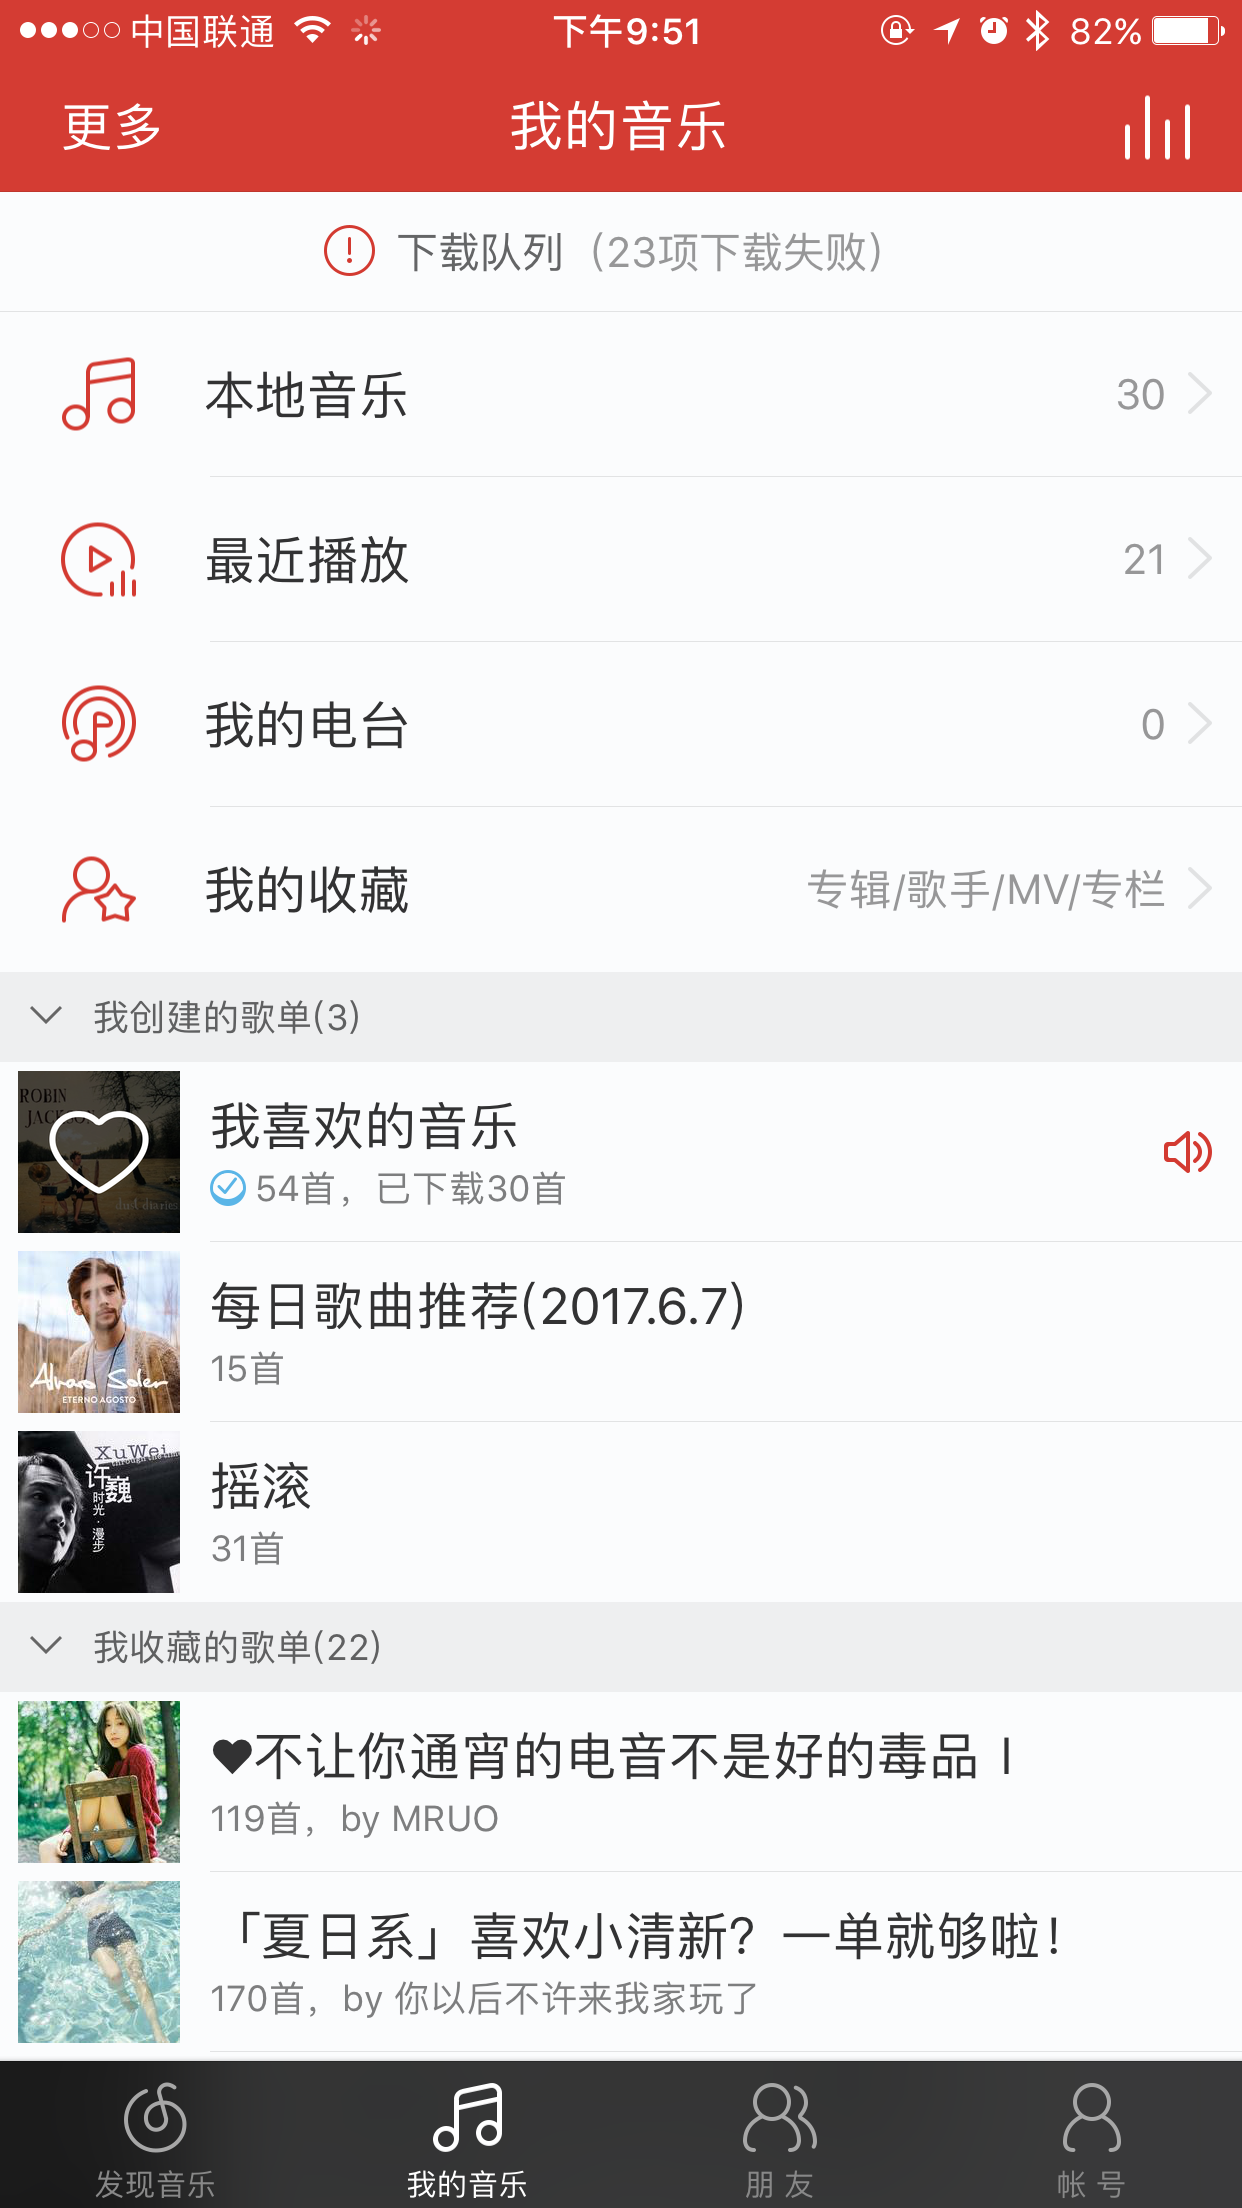 中国联通 下午9:51 82%
更多 我的音乐
下载队列（23项下载失败）
本地音乐 30
最近播放 21
我的电台 0
我的收藏 专辑/歌手/MV/专栏
我创建的歌单(3)
ROBIN
JACKSON
dust diaries
我喜欢的音乐
54首，已下载30首
Alvaro Soler
ETERNO AGOSTO
每日歌曲推荐(2017.6.7)
15首
XuWei
through the time
许巍
时光·漫步
摇滚
31首
我收藏的歌单(22)
♥不让你通宵的电音不是好的毒品 I
119首，by MRUO
「夏日系」喜欢小清新？一单就够啦！
170首，by 你以后不许来我家玩了
发现音乐 我的音乐 朋友 帐号